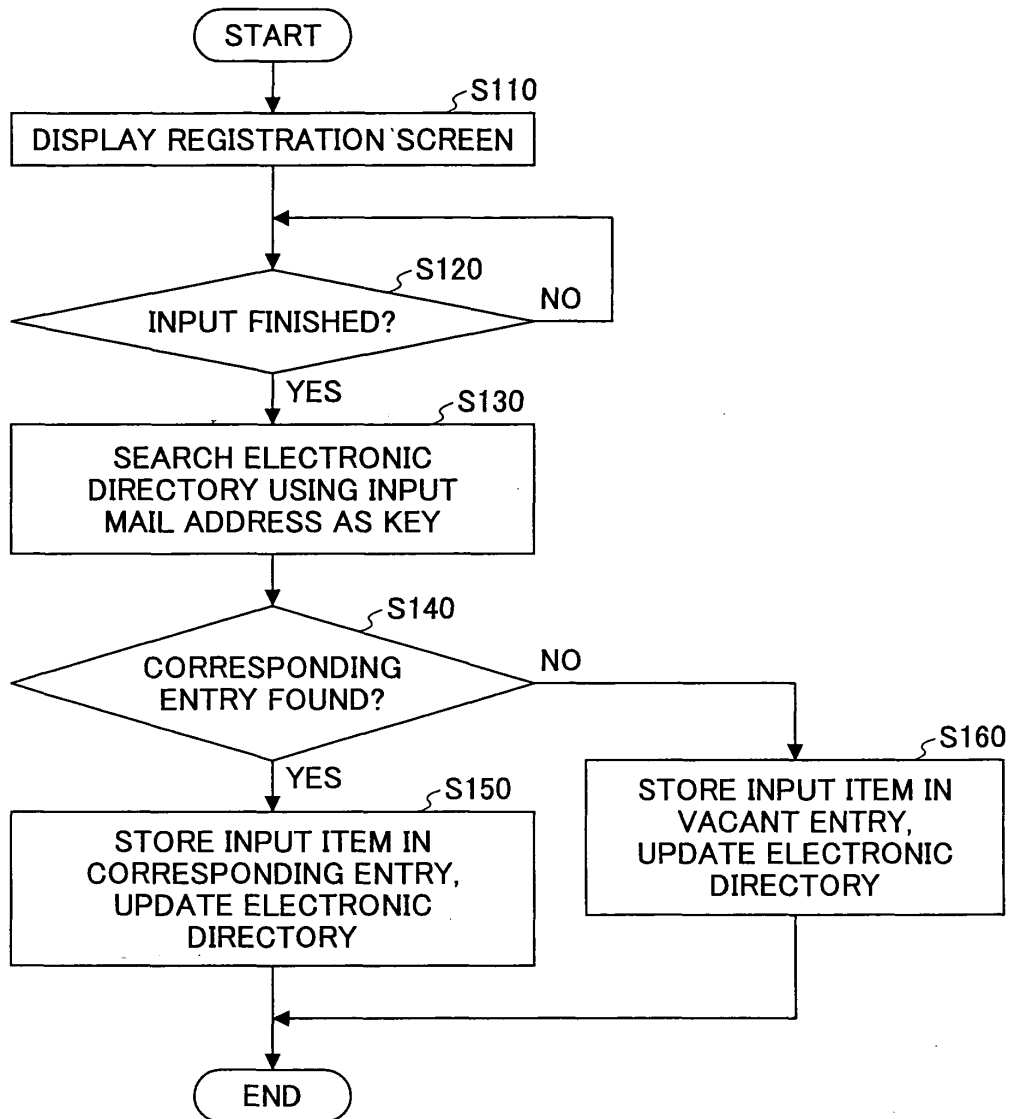 START
S110
DISPLAY REGISTRATION SCREEN
S120
INPUT FINISHED?
NO
YES
S130
SEARCH ELECTRONIC
DIRECTORY USING INPUT
MAIL ADDRESS AS KEY
S140
CORRESPONDING
ENTRY FOUND?
NO
YES
S150
STORE INPUT ITEM IN
CORRESPONDING ENTRY,
UPDATE ELECTRONIC
DIRECTORY
S160
STORE INPUT ITEM IN
VACANT ENTRY,
UPDATE ELECTRONIC
DIRECTORY
END